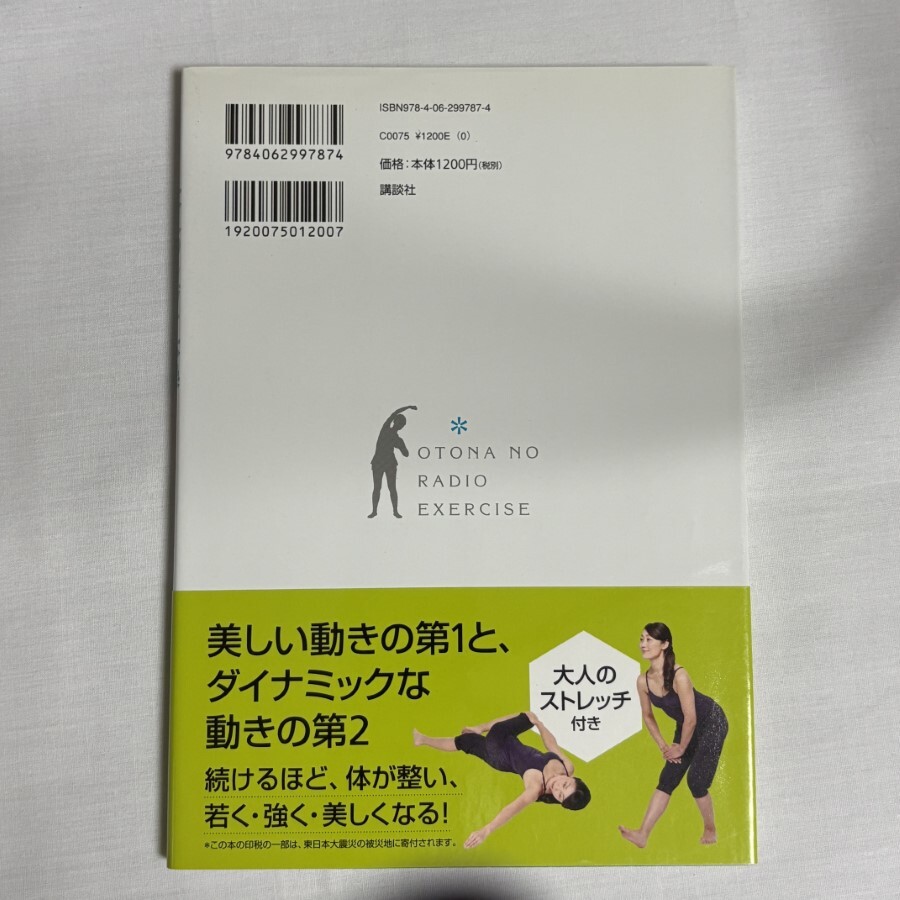 ISBN978-4-06-299787-4
C0075 ¥1200E (0)
価格:本体1200円(税別)
講談社
9784062997874
1920075012007
OTONA NO
RADIO
EXERCISE
美しい動きの第1と、
ダイナミックな
動きの第2
続けるほど、体が整い、
若く・強く・美しくなる!
*この本の印税の一部は、東日本大震災の被災地に寄付されます。
大人の
ストレッチ
付き